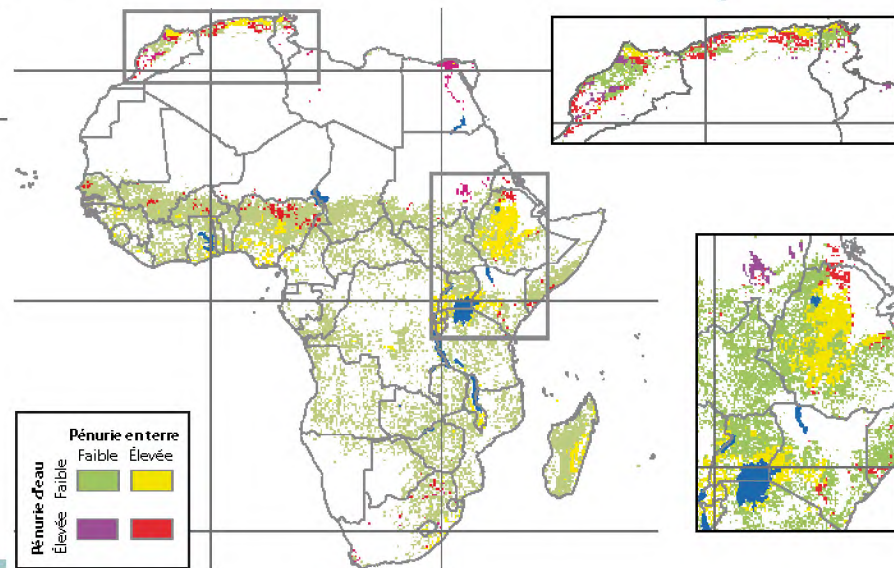 Pénurie en terre
Faible Élevée
Pénurie d'eau
Faible
Élevée